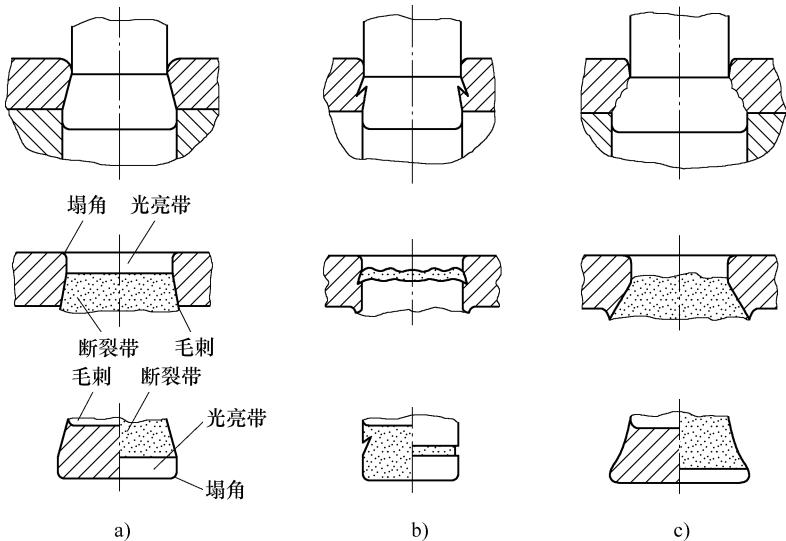 塌角 光亮带
断裂带 毛刺
毛刺 断裂带
光亮带
塌角
a) b) c)